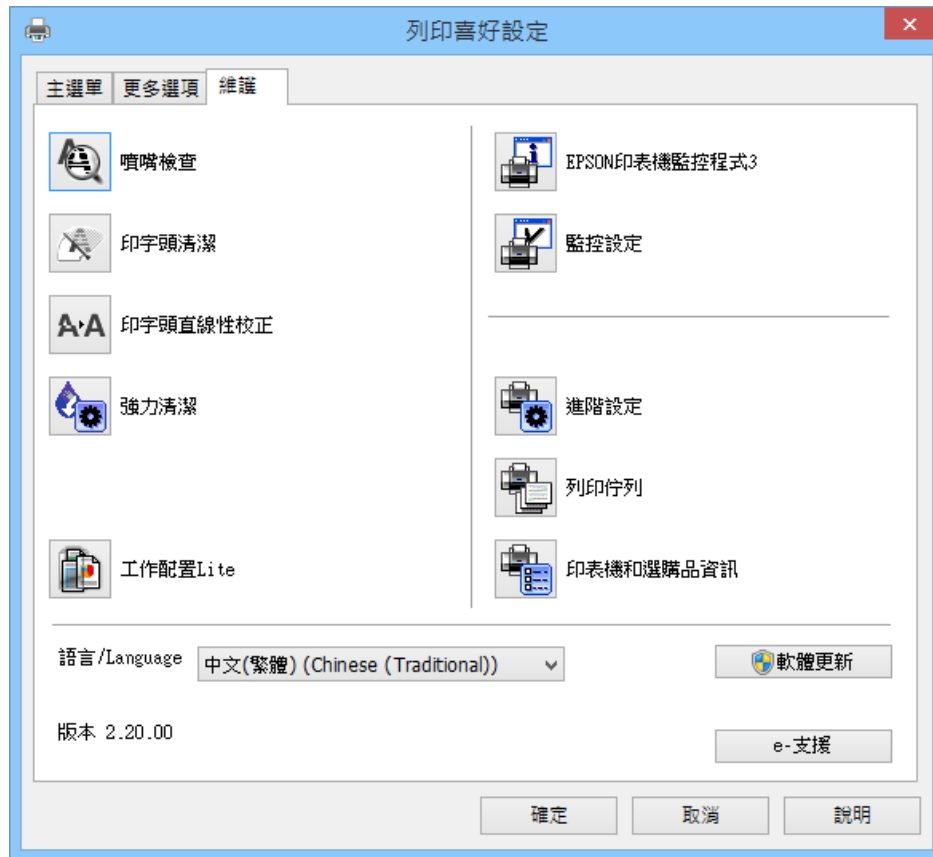 列印喜好設定
主選單 更多選項 維護
噴嘴檢查
印字頭清潔
印字頭直線性校正
強力清潔
工作配置Lite
EPSON印表機監控程式3
監控設定
進階設定
列印佇列
印表機和選購品資訊
語言/Language 中文(繁體) (Chinese (Traditional))
軟體更新
版本 2.20.00
e-支援
確定 取消 說明